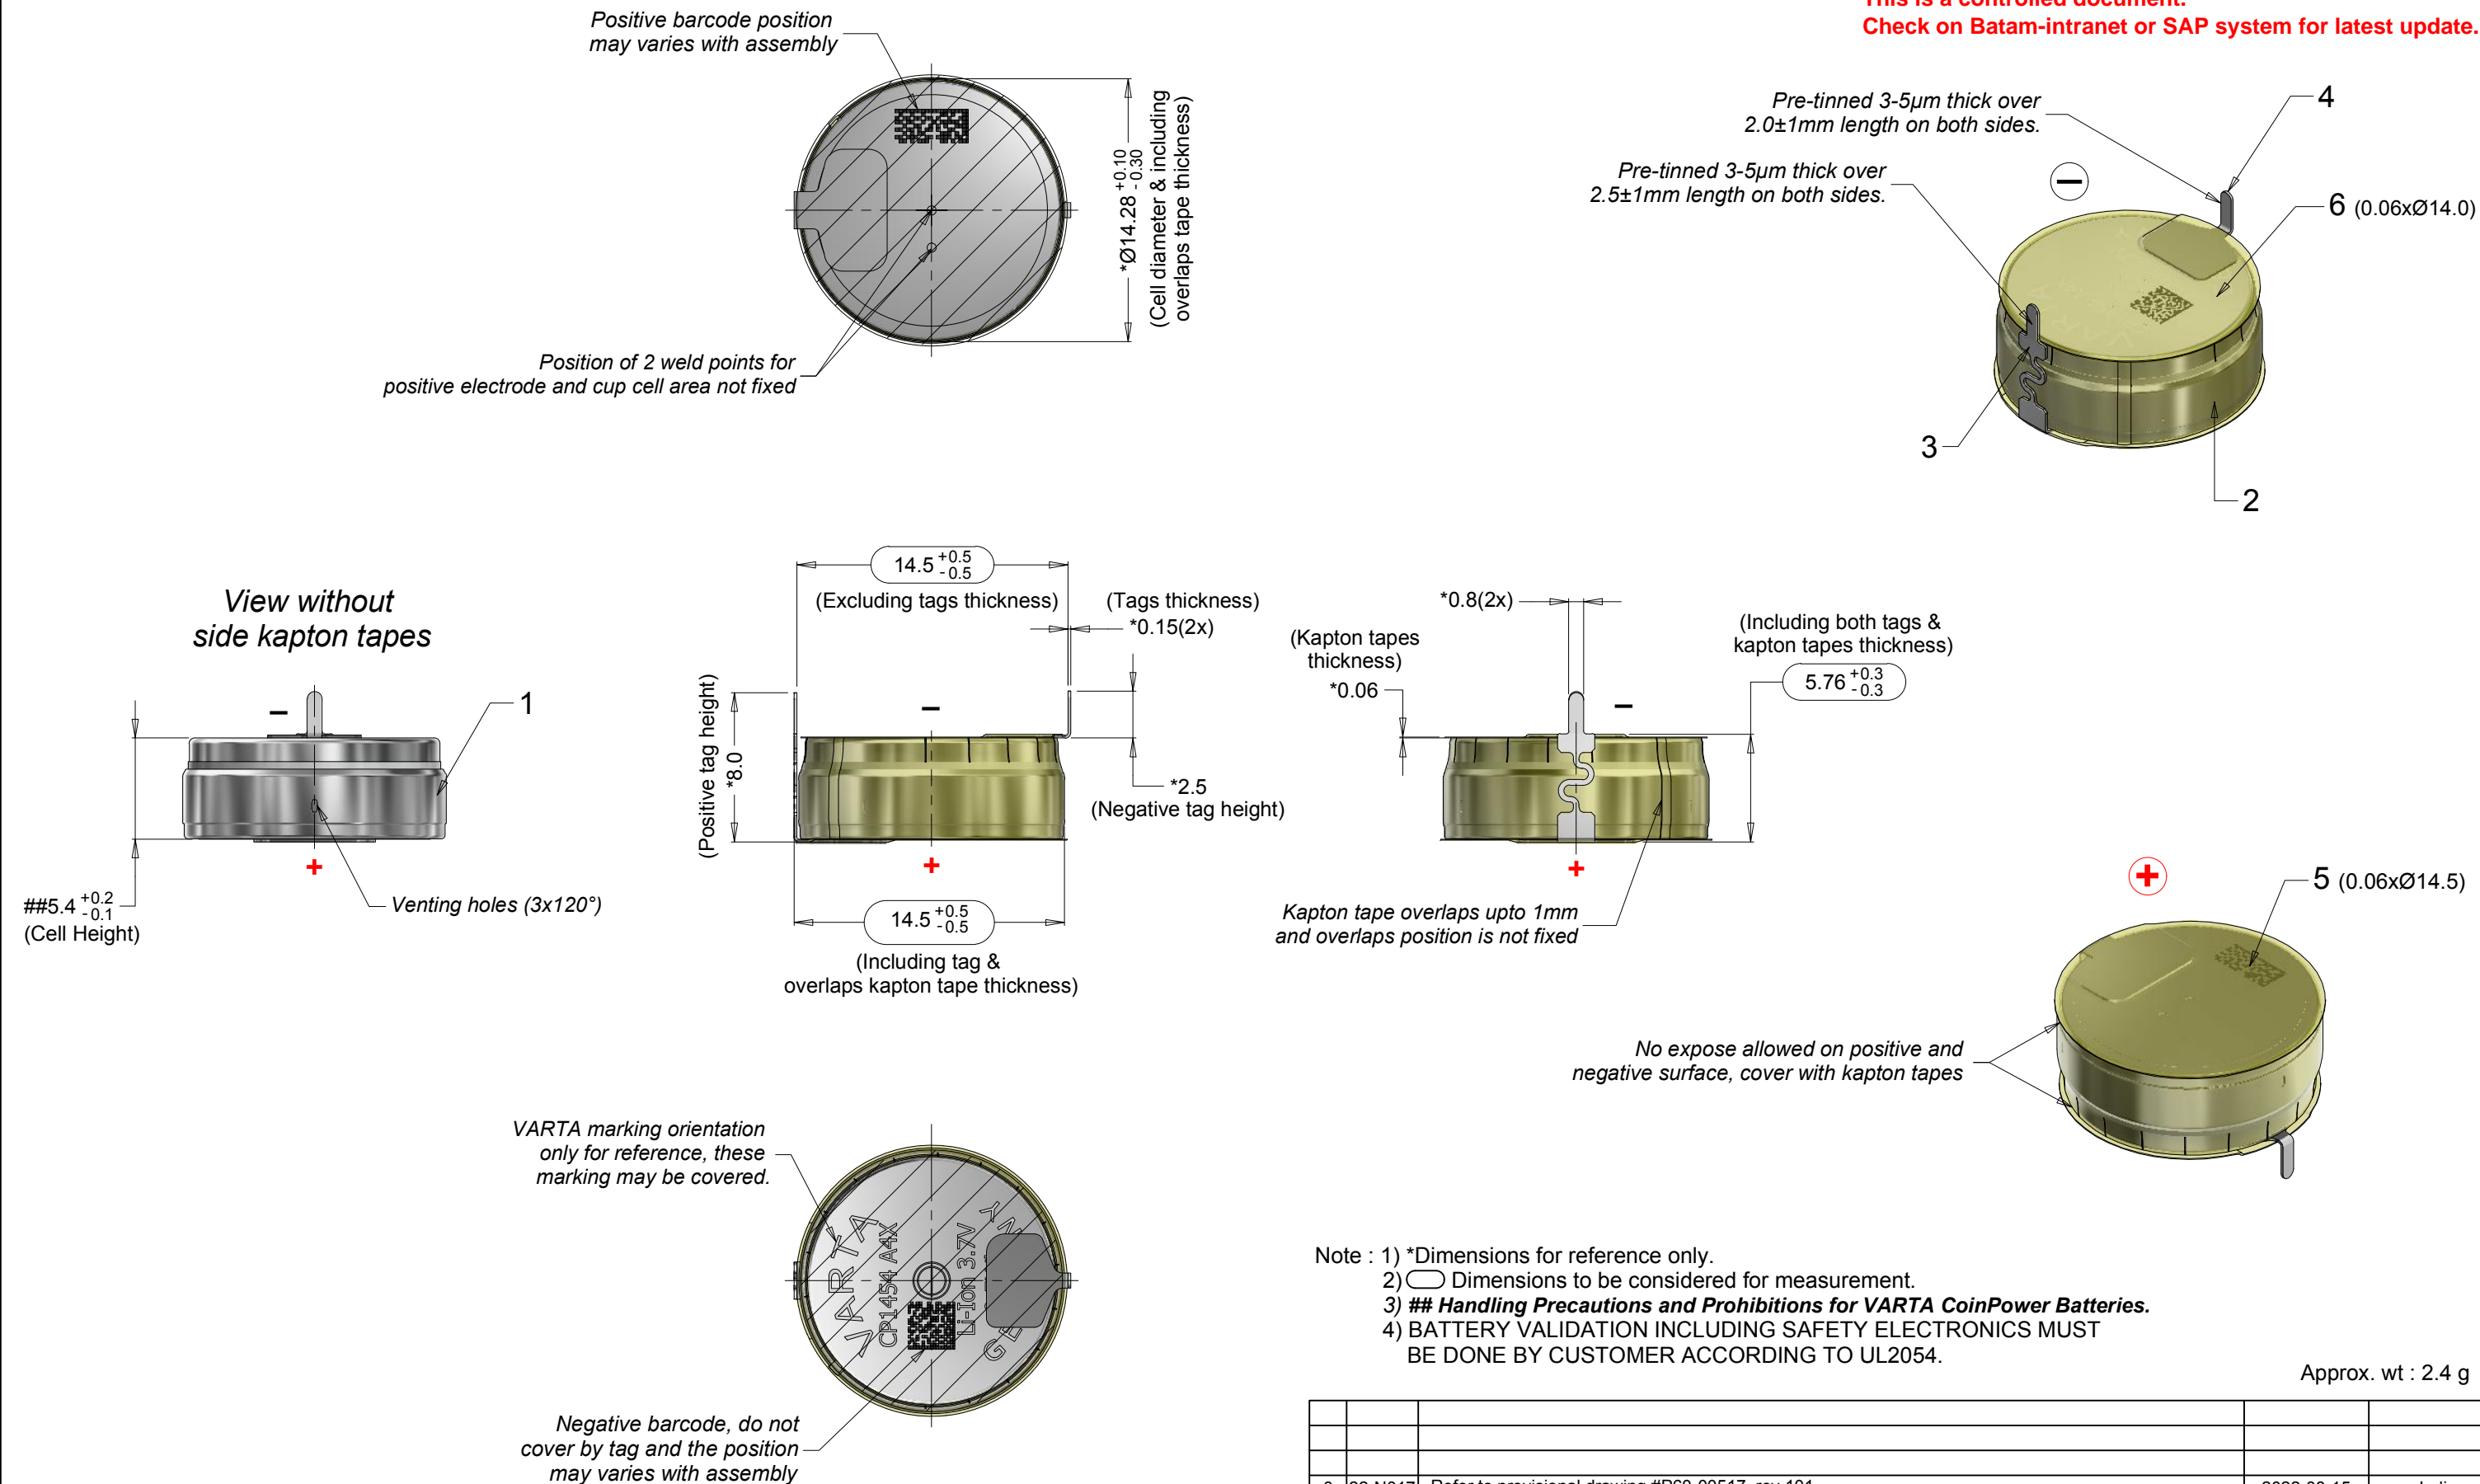 This is a controlled document.
Check on Batam-intranet or SAP system for latest update.
Positive barcode position
may varies with assembly
*Ø14.28 +0.10 -0.30
(Cell diameter & including
overlaps tape thickness)
Position of 2 weld points for
positive electrode and cup cell area not fixed
Pre-tinned 3-5µm thick over
2.0±1mm length on both sides.
4
Pre-tinned 3-5µm thick over
2.5±1mm length on both sides.
−
6 (0.06xØ14.0)
3
2
View without
side kapton tapes
−
1
+
##5.4 +0.2 -0.1
(Cell Height)
Venting holes (3x120°)
14.5 +0.5 -0.5
(Excluding tags thickness)
(Tags thickness)
*0.15(2x)
(Positive tag height)
*8.0
−
*2.5
(Negative tag height)
+
14.5 +0.5 -0.5
(Including tag &
overlaps kapton tape thickness)
*0.8(2x)
(Kapton tapes
thickness)
*0.06
(Including both tags &
kapton tapes thickness)
5.76 +0.3 -0.3
−
+
Kapton tape overlaps upto 1mm
and overlaps position is not fixed
+
5 (0.06xØ14.5)
No expose allowed on positive and
negative surface, cover with kapton tapes
VARTA marking orientation
only for reference, these
marking may be covered.
VARTA
CP1454 A4X
Li-Ion 3.7V
Negative barcode, do not
cover by tag and the position
may varies with assembly
Note : 1) *Dimensions for reference only.
2) Dimensions to be considered for measurement.
3) ## Handling Precautions and Prohibitions for VARTA CoinPower Batteries.
4) BATTERY VALIDATION INCLUDING SAFETY ELECTRONICS MUST
BE DONE BY CUSTOMER ACCORDING TO UL2054.
Approx. wt : 2.4 g
Refer to provisional drawing